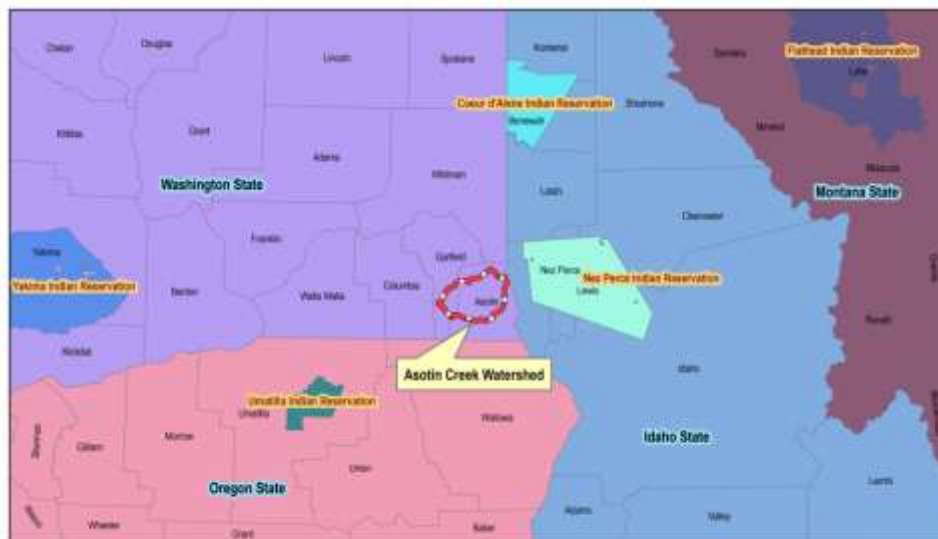 Chelan
Douglas
Lincoln
Spokane
Kootenai
Shoshone
Sanders
Flathead Indian Reservation
Lake
Coeur d'Alene Indian Reservation
Benewah
Kittitas
Grant
Adams
Whitman
Mineral
Missoula
Washington State
Latah
Montana State
Clearwater
Franklin
Garfield
Yakima
Yakima Indian Reservation
Benton
Walla Walla
Columbia
Asotin
Nez Perce
Nez Perce Indian Reservation
Lewis
Ravalli
Klickitat
Idaho
Asotin Creek Watershed
Umatilla Indian Reservation
Umatilla
Wallowa
Morrow
Gilliam
Idaho State
Union
Oregon State
Lemhi
Wheeler
Grant
Baker
Adams
Valley